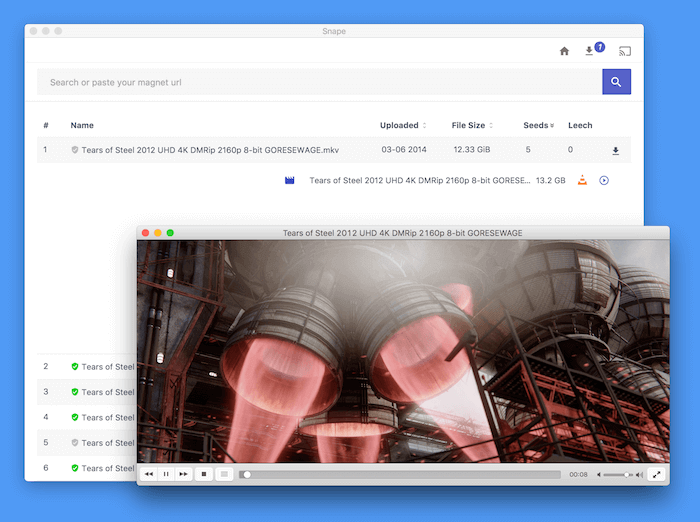 Snape
7
Search or paste your magnet url
# Name Uploaded File Size Seeds Leech
1 Tears of Steel 2012 UHD 4K DMRip 2160p 8-bit GORESEWAGE.mkv 03-06 2014 12.33 GiB 5 0
Tears of Steel 2012 UHD 4K DMRip 2160p 8-bit GORESE... 13.2 GB
Tears of Steel 2012 UHD 4K DMRip 2160p 8-bit GORESEWAGE
2 Tears of Steel
3 Tears of Steel
4 Tears of Steel
5 Tears of Steel
6 Tears of Steel
00:08